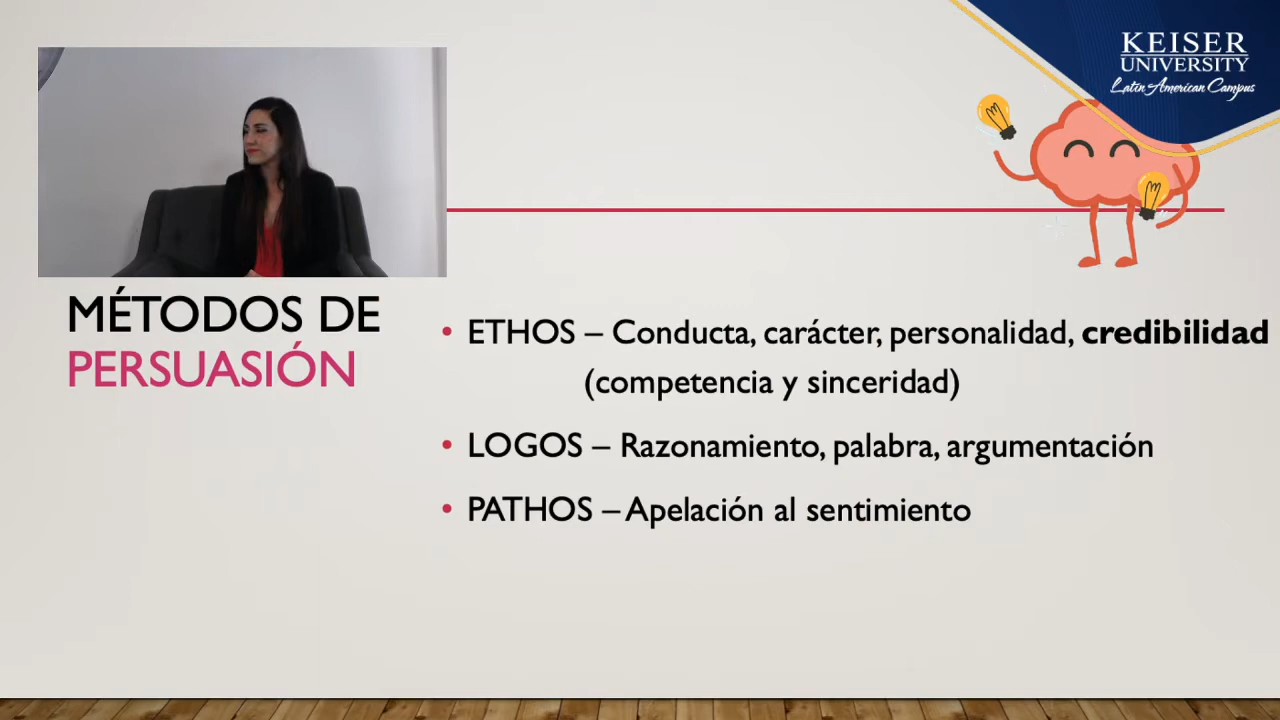 KEISER
UNIVERSITY
Latin American Campus
MÉTODOS DE
PERSUASIÓN
• ETHOS – Conducta, carácter, personalidad, credibilidad
(competencia y sinceridad)
• LOGOS – Razonamiento, palabra, argumentación
• PATHOS – Apelación al sentimiento